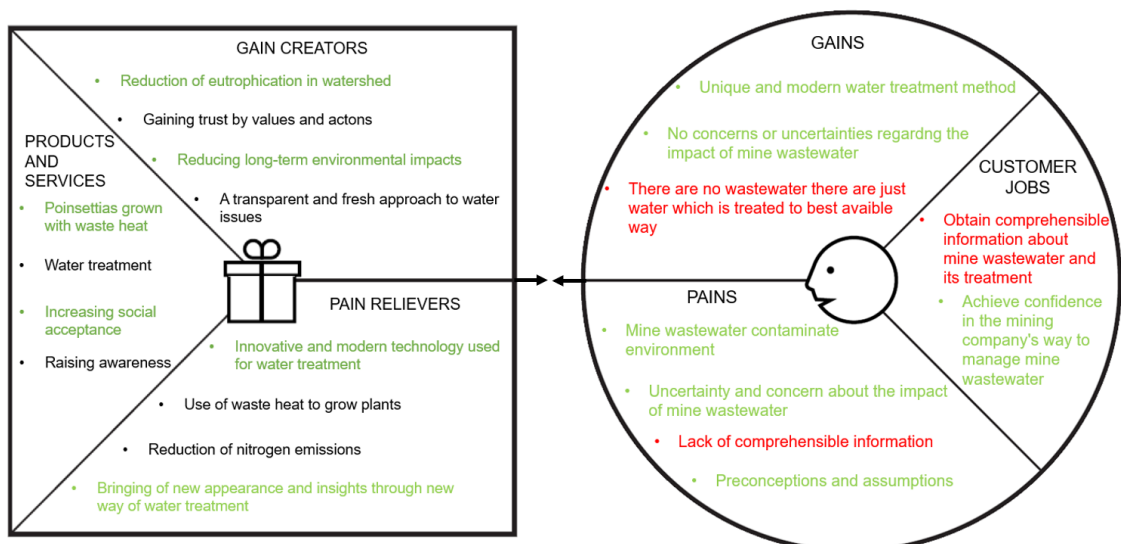 GAIN CREATORS
• Reduction of eutrophication in watershed
• Gaining trust by values and actons
• Reducing long-term environmental impacts
• A transparent and fresh approach to water
issues
PRODUCTS
AND
SERVICES
• Poinsettias grown
with waste heat
• Water treatment
• Increasing social
acceptance
• Raising awareness
PAIN RELIEVERS
• Innovative and modern technology used
for water treatment
• Use of waste heat to grow plants
• Reduction of nitrogen emissions
• Bringing of new appearance and insights through new
way of water treatment
GAINS
• Unique and modern water treatment method
• No concerns or uncertainties regardng the
impact of mine wastewater
• There are no wastewater there are just
water which is treated to best avaible
way
CUSTOMER
JOBS
• Obtain comprehensible
information about
mine wastewater and
its treatment
• Achieve confidence
in the mining
company's way to
manage mine
wastewater
PAINS
• Mine wastewater contaminate
environment
• Uncertainty and concern about the impact
of mine wastewater
• Lack of comprehensible information
• Preconceptions and assumptions